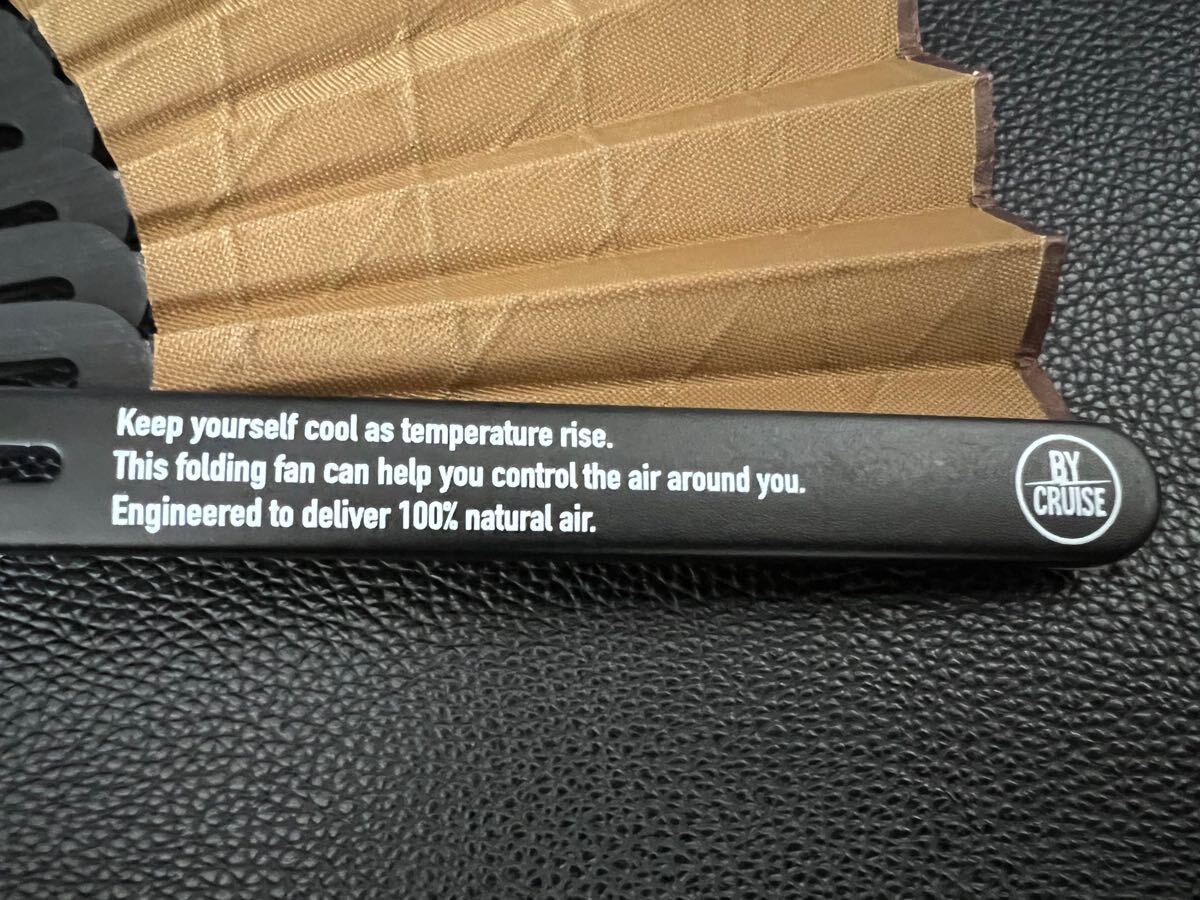 Keep yourself cool as temperature rise.
This folding fan can help you control the air around you.
Engineered to deliver 100% natural air.
BY
CRUISE